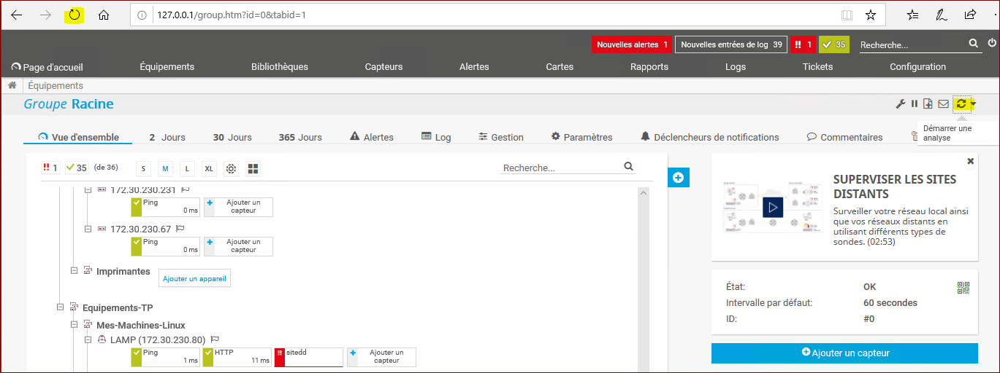 127.0.0.1/group.htm?id=0&tabid=1
Nouvelles alertes 1 Nouvelles entrées de log 39 !! 1 35 Recherche...
Page d'accueil Équipements Bibliothèques Capteurs Alertes Cartes Rapports Logs Tickets Configuration
Équipements
Groupe Racine
Démarrer une
analyse
Vue d'ensemble 2 Jours 30 Jours 365 Jours Alertes Log Gestion Paramètres Déclencheurs de notifications Commentaires
!! 1 35 (de 36) S M L XL Recherche...
172.30.230.231
Ping Ajouter un
0 ms capteur
172.30.230.67
Ping Ajouter un
0 ms capteur
Imprimantes Ajouter un appareil
Equipements-TP
Mes-Machines-Linux
LAMP (172.30.230.80)
Ping HTTP !! sitedd Ajouter un
1 ms 11 ms capteur
SUPERVISER LES SITES
DISTANTS
Surveiller votre réseau local ainsi
que vos réseaux distants en
utilisant différents types de
sondes. (02:53)
État: OK
Intervalle par défaut: 60 secondes
ID: #0
Ajouter un capteur